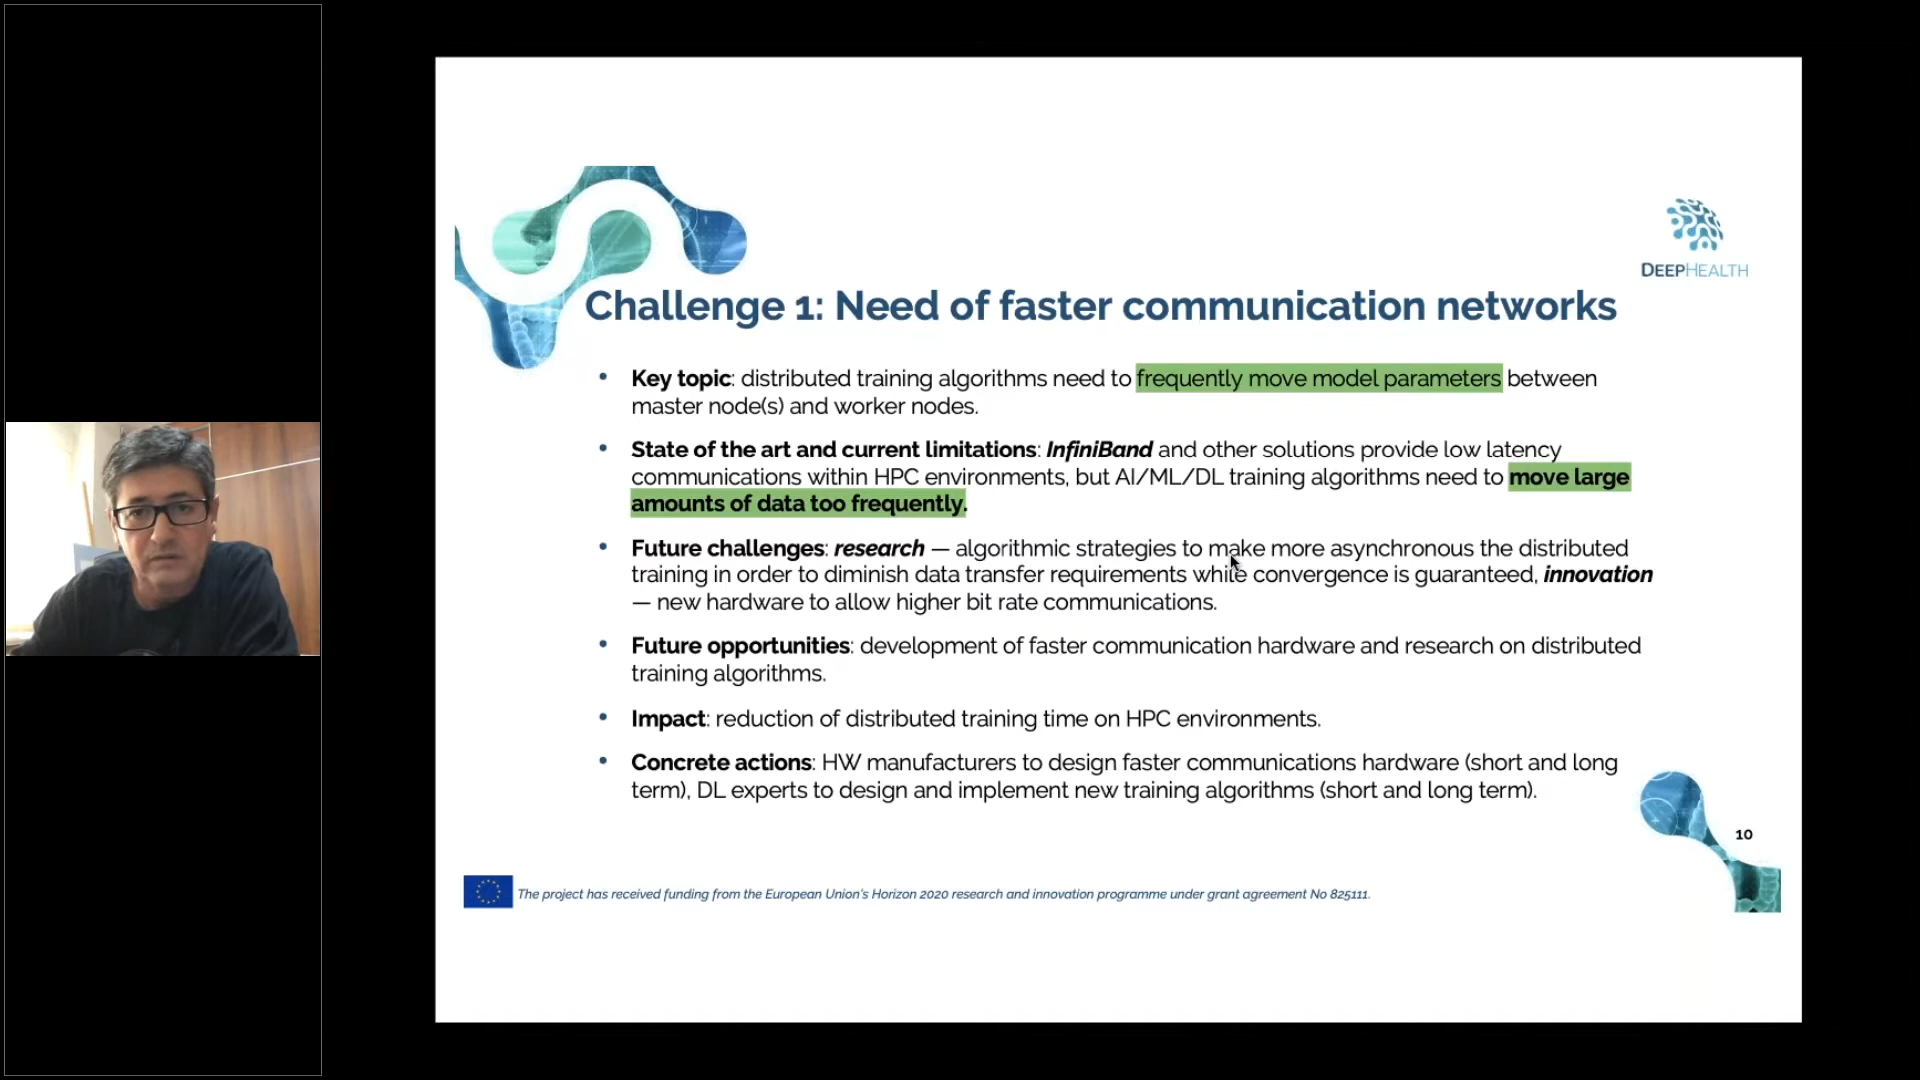 DEEPHEALTH
Challenge 1: Need of faster communication networks
• Key topic: distributed training algorithms need to frequently move model parameters between
master node(s) and worker nodes.
• State of the art and current limitations: InfiniBand and other solutions provide low latency
communications within HPC environments, but AI/ML/DL training algorithms need to move large
amounts of data too frequently.
• Future challenges: research — algorithmic strategies to make more asynchronous the distributed
training in order to diminish data transfer requirements while convergence is guaranteed, innovation
— new hardware to allow higher bit rate communications.
• Future opportunities: development of faster communication hardware and research on distributed
training algorithms.
• Impact: reduction of distributed training time on HPC environments.
• Concrete actions: HW manufacturers to design faster communications hardware (short and long
term), DL experts to design and implement new training algorithms (short and long term).
10
The project has received funding from the European Union's Horizon 2020 research and innovation programme under grant agreement No 825111.